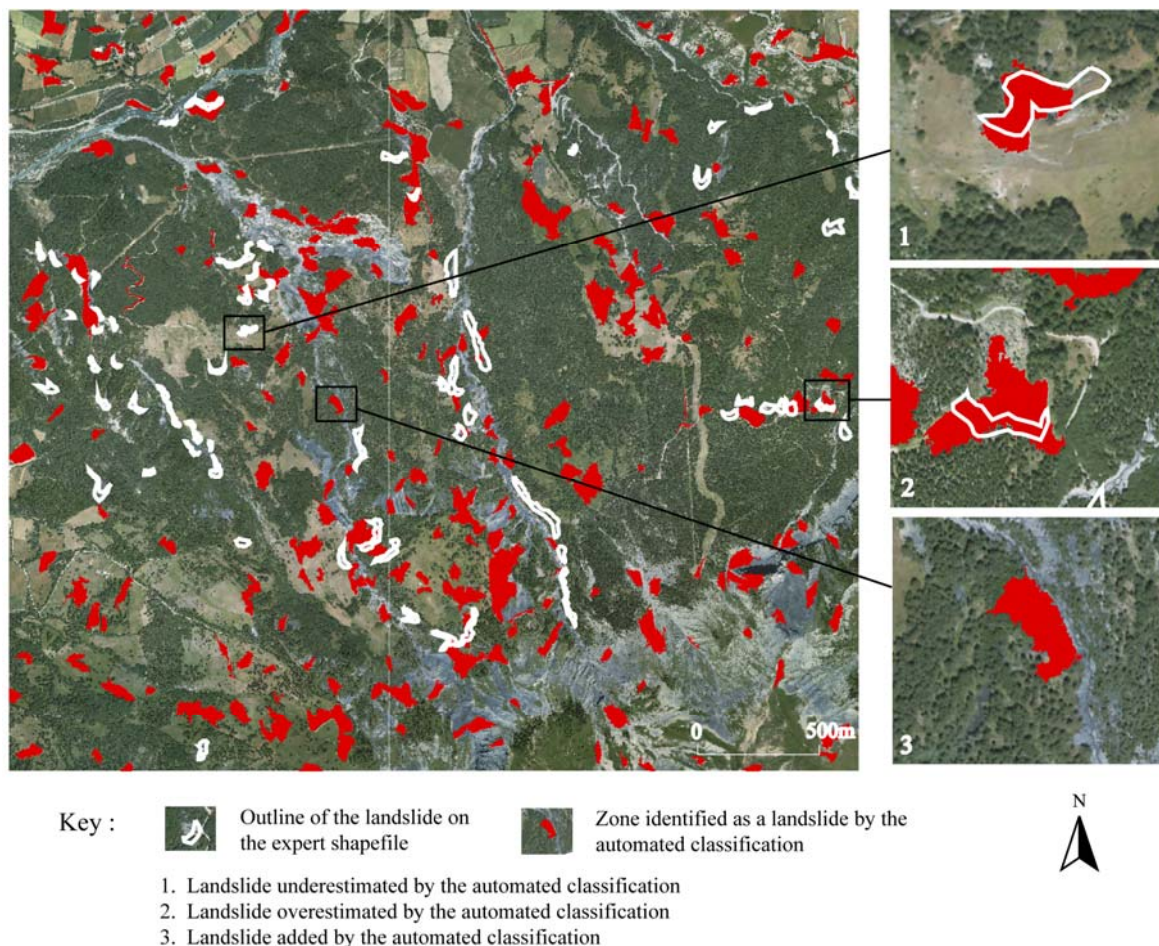 1
2
3
0 500m
Key :
Outline of the landslide on
the expert shapefile
Zone identified as a landslide by the
automated classification
N
1. Landslide underestimated by the automated classification
2. Landslide overestimated by the automated classification
3. Landslide added by the automated classification